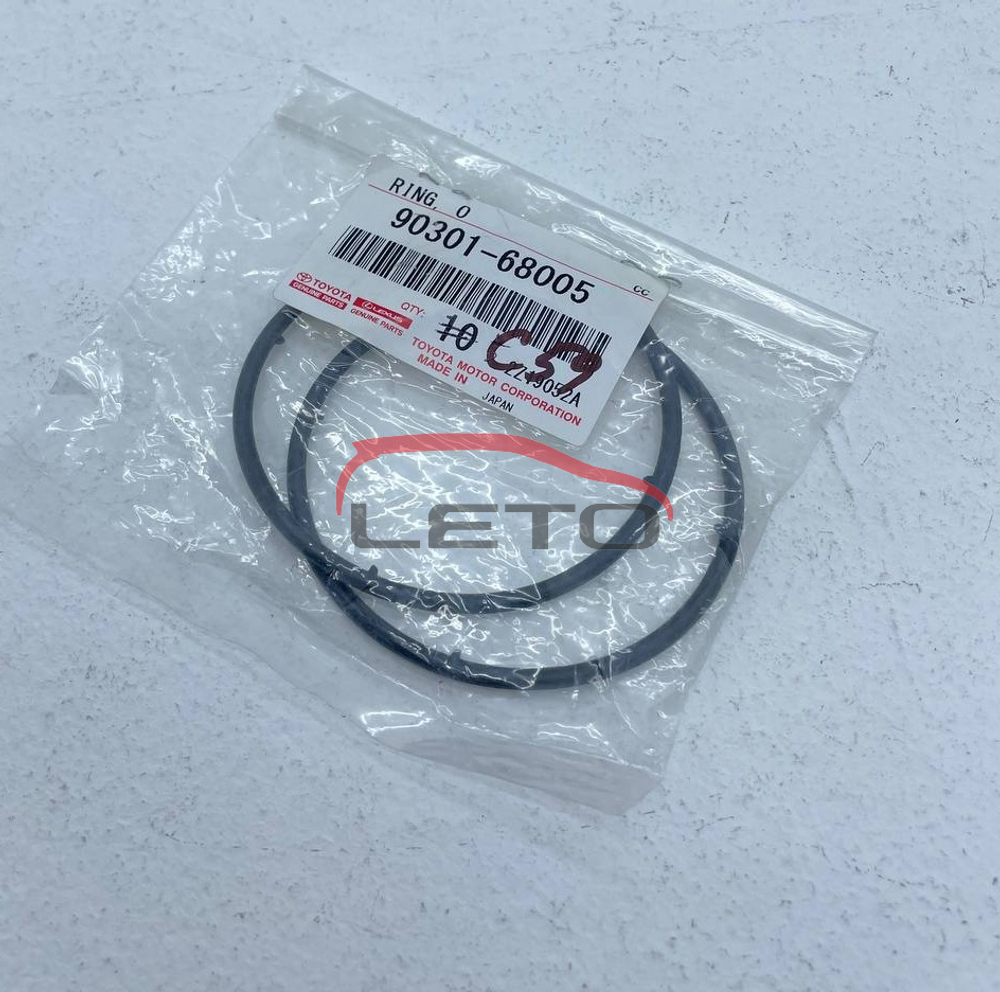 RING, O
90301-68005
CC
TOYOTA
GENUINE PARTS
LEXUS
GENUINE PARTS
QTY:
10
C59
TOYOTA MOTOR CORPORATION
MADE IN
JAPAN
LETO